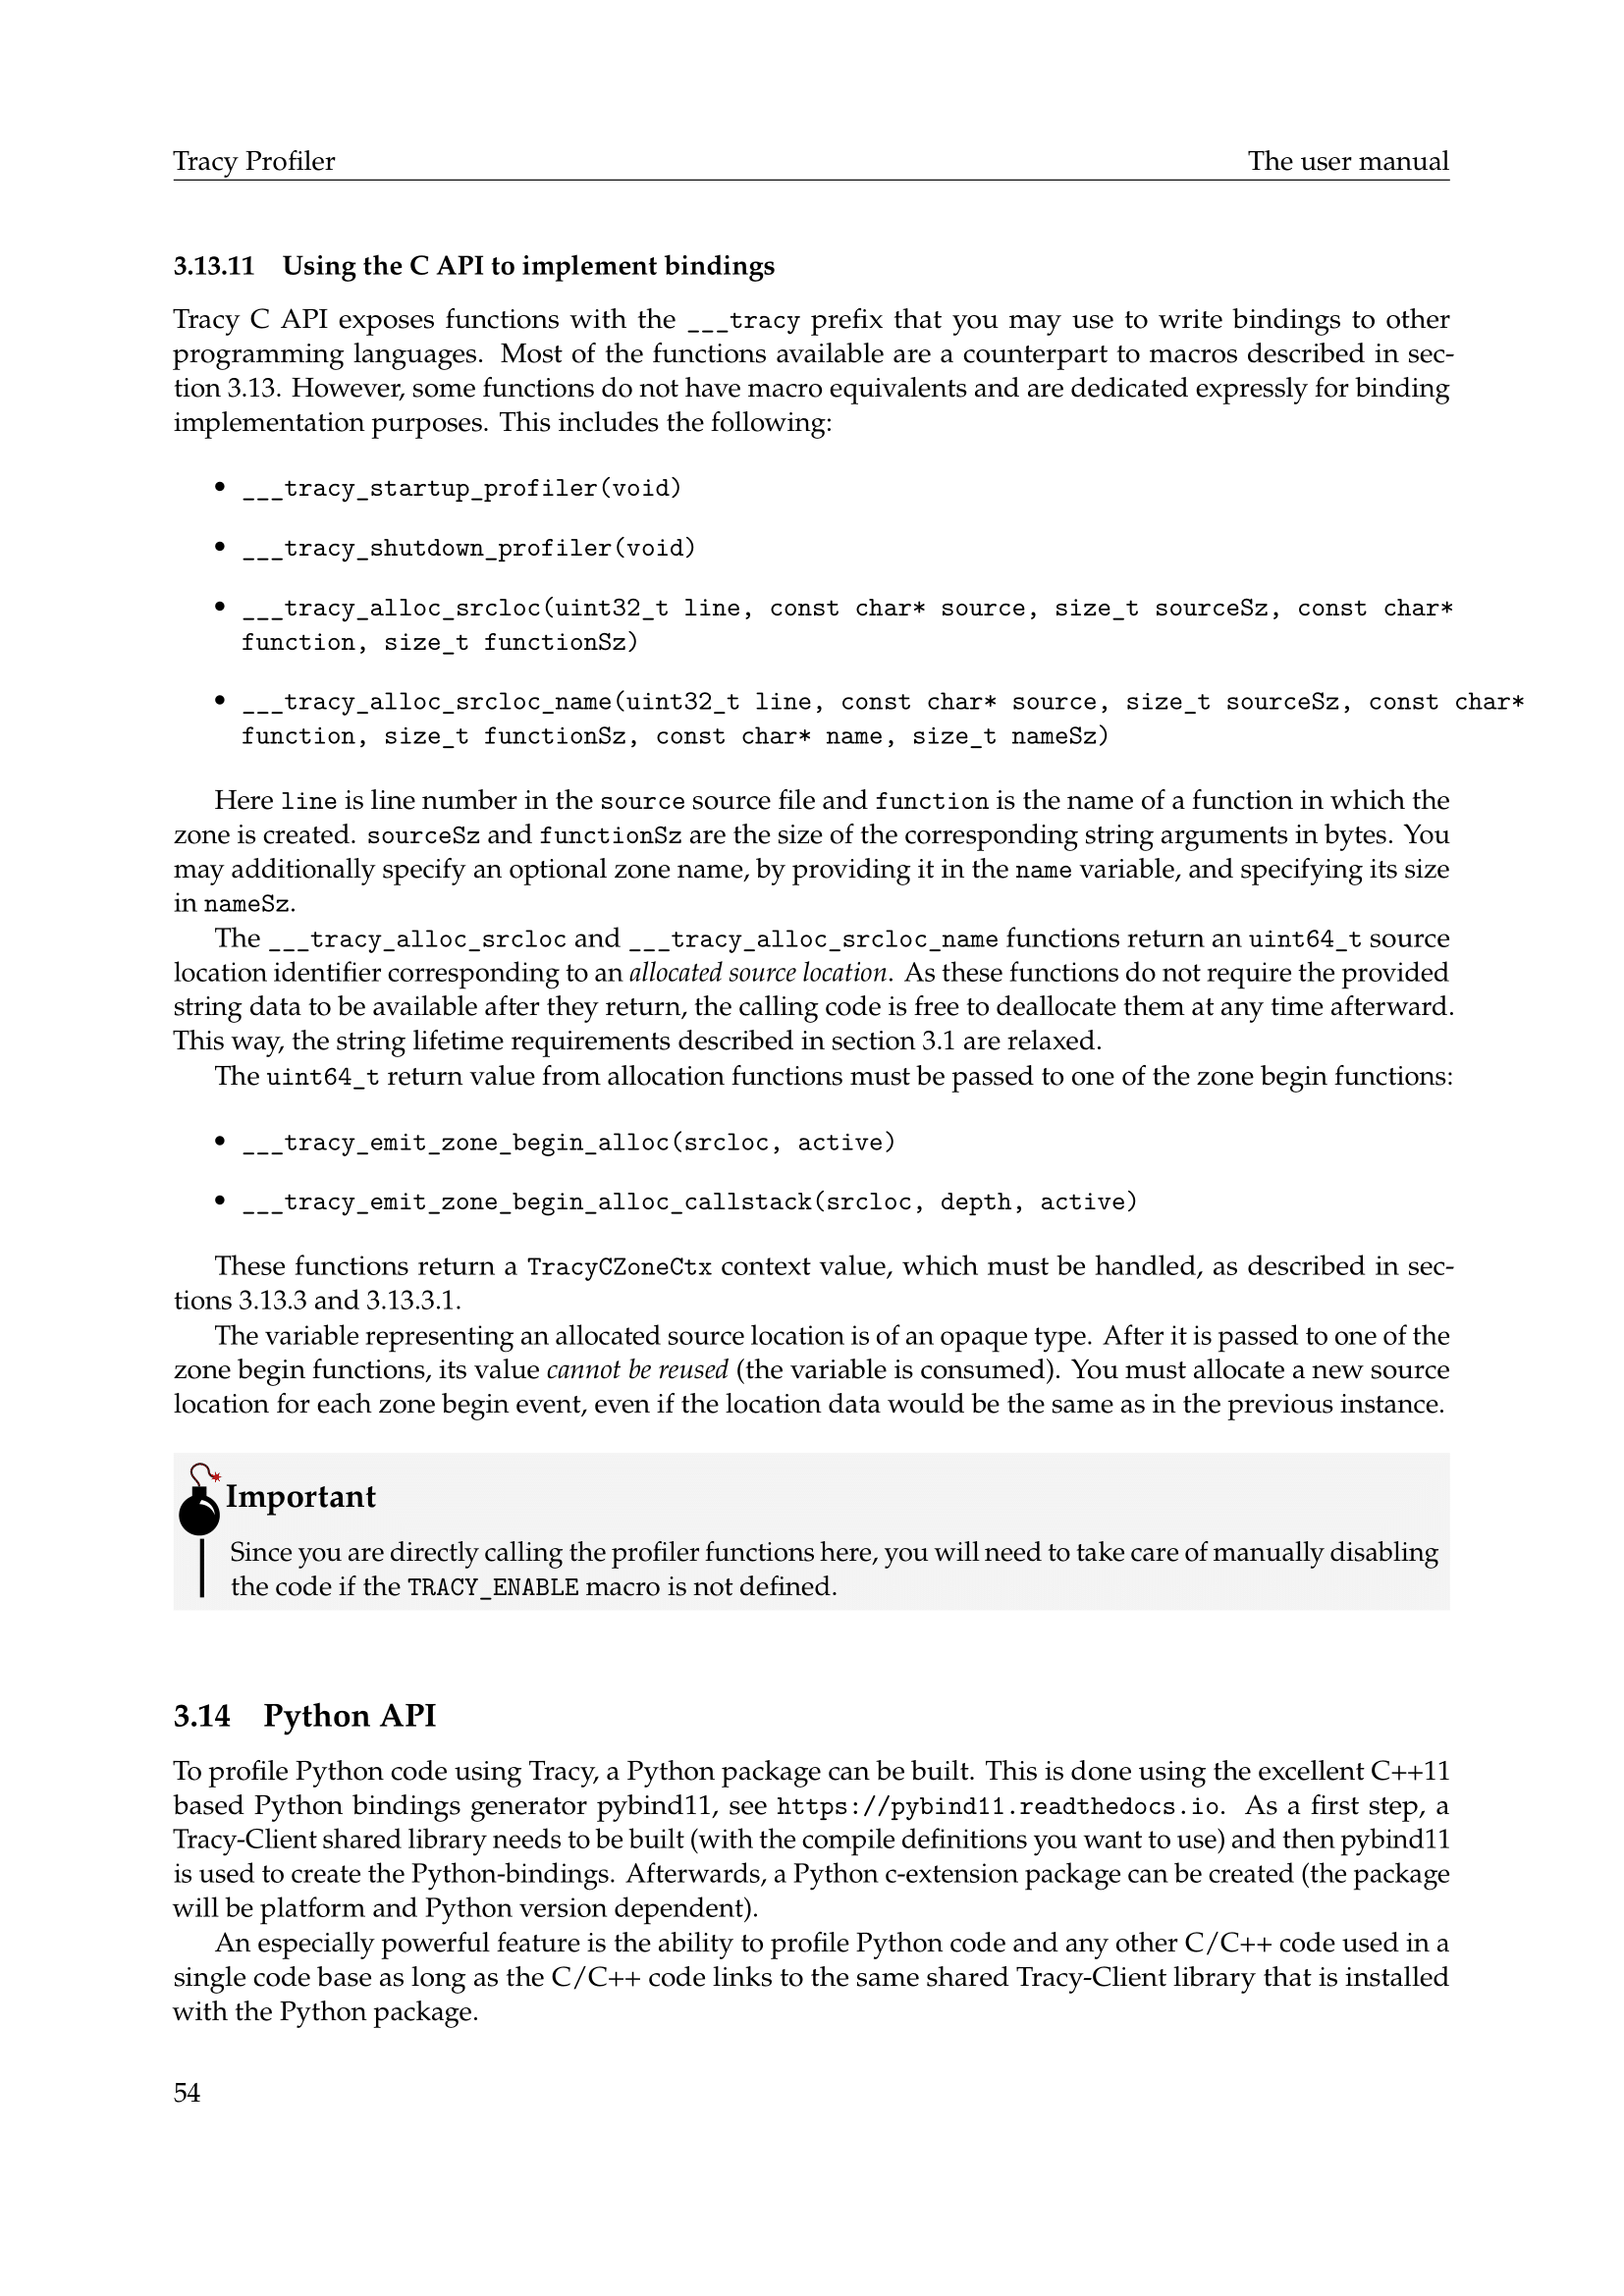 Tracy Profiler The user manual
3.13.11 Using the C API to implement bindings
Tracy C API exposes functions with the ___tracy prefix that you may use to write bindings to other
programming languages. Most of the functions available are a counterpart to macros described in sec-
tion 3.13. However, some functions do not have macro equivalents and are dedicated expressly for binding
implementation purposes. This includes the following:
• ___tracy_startup_profiler(void)
• ___tracy_shutdown_profiler(void)
• ___tracy_alloc_srcloc(uint32_t line, const char* source, size_t sourceSz, const char*
function, size_t functionSz)
• ___tracy_alloc_srcloc_name(uint32_t line, const char* source, size_t sourceSz, const char*
function, size_t functionSz, const char* name, size_t nameSz)
Here line is line number in the source source file and function is the name of a function in which the
zone is created. sourceSz and functionSz are the size of the corresponding string arguments in bytes. You
may additionally specify an optional zone name, by providing it in the name variable, and specifying its size
in nameSz.
The ___tracy_alloc_srcloc and ___tracy_alloc_srcloc_name functions return an uint64_t source
location identifier corresponding to an allocated source location. As these functions do not require the provided
string data to be available after they return, the calling code is free to deallocate them at any time afterward.
This way, the string lifetime requirements described in section 3.1 are relaxed.
The uint64_t return value from allocation functions must be passed to one of the zone begin functions:
• ___tracy_emit_zone_begin_alloc(srcloc, active)
• ___tracy_emit_zone_begin_alloc_callstack(srcloc, depth, active)
These functions return a TracyCZoneCtx context value, which must be handled, as described in sec-
tions 3.13.3 and 3.13.3.1.
The variable representing an allocated source location is of an opaque type. After it is passed to one of the
zone begin functions, its value cannot be reused (the variable is consumed). You must allocate a new source
location for each zone begin event, even if the location data would be the same as in the previous instance.
Important
Since you are directly calling the profiler functions here, you will need to take care of manually disabling
the code if the TRACY_ENABLE macro is not defined.
3.14 Python API
To profile Python code using Tracy, a Python package can be built. This is done using the excellent C++11
based Python bindings generator pybind11, see https://pybind11.readthedocs.io. As a first step, a
Tracy-Client shared library needs to be built (with the compile definitions you want to use) and then pybind11
is used to create the Python-bindings. Afterwards, a Python c-extension package can be created (the package
will be platform and Python version dependent).
An especially powerful feature is the ability to profile Python code and any other C/C++ code used in a
single code base as long as the C/C++ code links to the same shared Tracy-Client library that is installed
with the Python package.
54